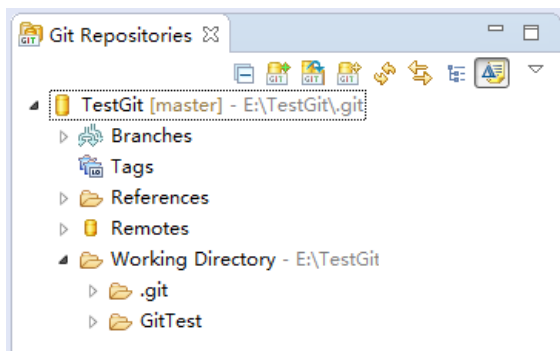 Git Repositories
TestGit [master] - E:\TestGit\.git
Branches
Tags
References
Remotes
Working Directory - E:\TestGit
.git
GitTest